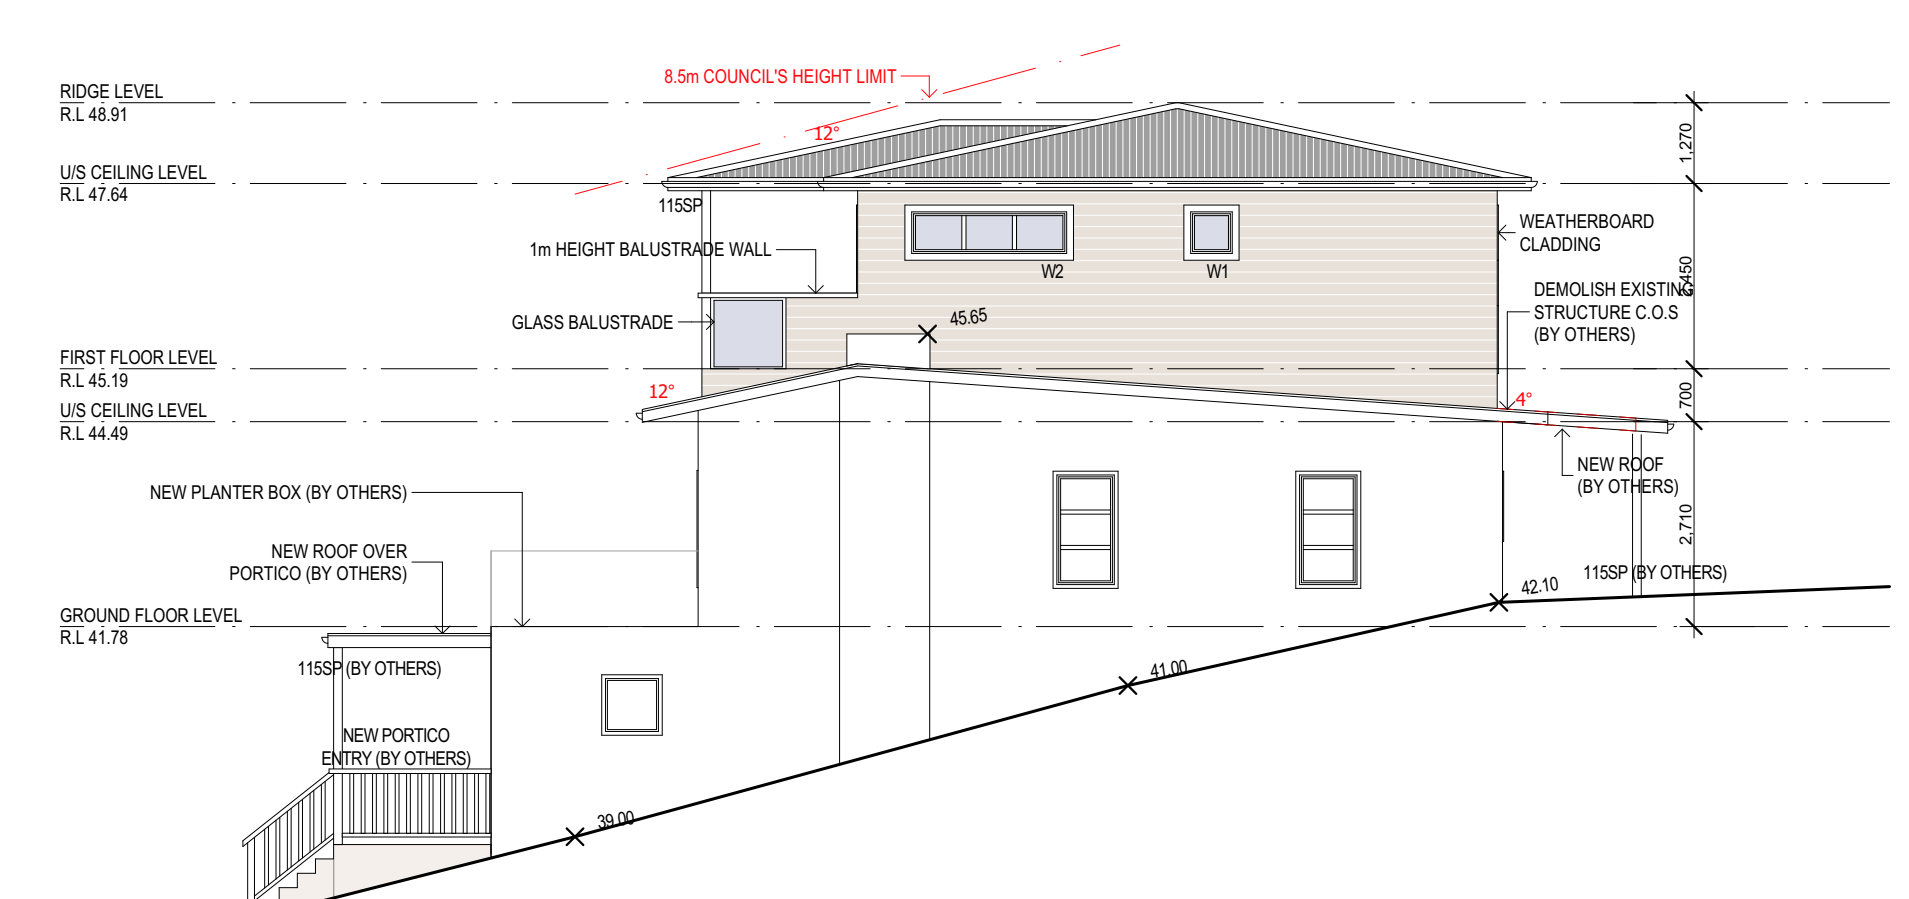 8.5m COUNCIL'S HEIGHT LIMIT
RIDGE LEVEL
R.L 48.91
12°
1,270
U/S CEILING LEVEL
R.L 47.64
115SP
WEATHERBOARD
CLADDING
1m HEIGHT BALUSTRADE WALL
W2
W1
2,450
DEMOLISH EXISTING
STRUCTURE C.O.S
(BY OTHERS)
GLASS BALUSTRADE
45.65
FIRST FLOOR LEVEL
R.L 45.19
12°
4°
700
U/S CEILING LEVEL
R.L 44.49
NEW ROOF
(BY OTHERS)
NEW PLANTER BOX (BY OTHERS)
2,710
NEW ROOF OVER
PORTICO (BY OTHERS)
115SP (BY OTHERS)
42.10
GROUND FLOOR LEVEL
R.L 41.78
115SP (BY OTHERS)
41.00
NEW PORTICO
ENTRY (BY OTHERS)
39.00